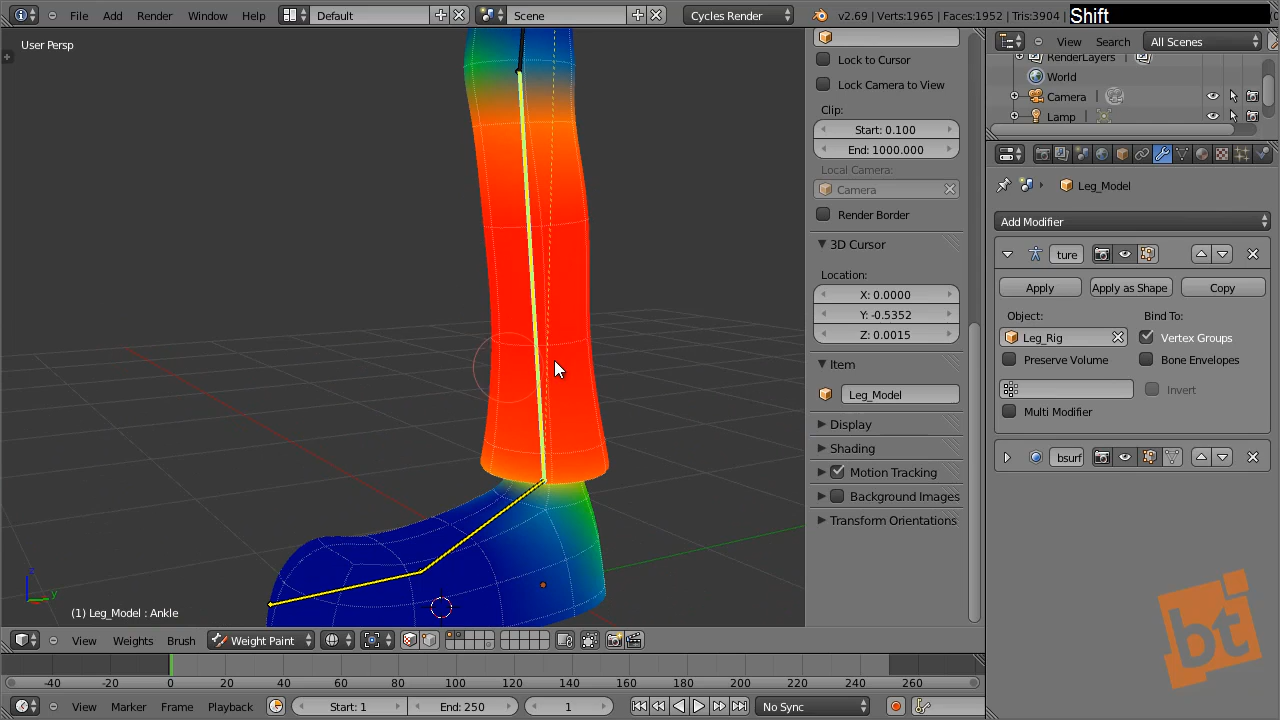 File Add Render Window Help Default Scene Cycles Render v2.69 | Verts:1965 | Faces:1952 | Tris:3904 |
Shift
User Persp
Lock to Cursor
Lock Camera to View
Clip:
Start: 0.100
End: 1000.000
Local Camera:
Camera
Render Border
3D Cursor
Location:
X: 0.0000
Y: -0.5352
Z: 0.0015
Item
Leg_Model
Display
Shading
Motion Tracking
Background Images
Transform Orientations
View Search All Scenes
RenderLayers
World
Camera
Lamp
Leg_Model
Add Modifier
ture
Apply Apply as Shape Copy
Object: Bind To:
Leg_Rig Vertex Groups
Preserve Volume Bone Envelopes
Invert
Multi Modifier
bsurf
bt
z
y
(1) Leg_Model : Ankle
View Weights Brush Weight Paint
-40 -20 0 20 40 60 80 100 120 140 160 180 200 220 240 260
View Marker Frame Playback Start: 1 End: 250 1 No Sync